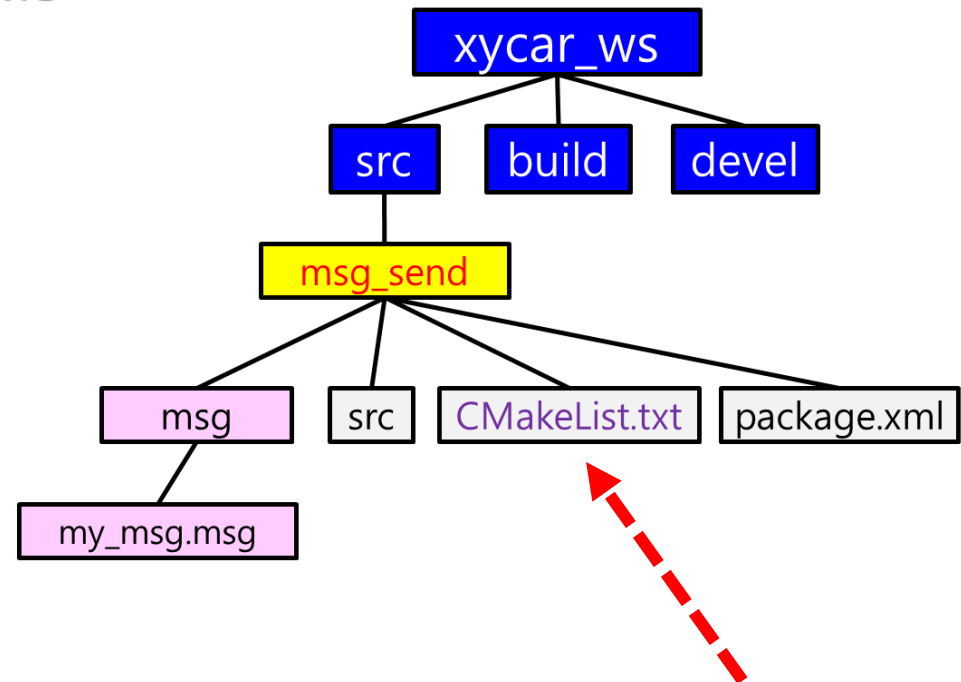 xycar_ws
src
build
devel
msg_send
msg
src
CMakeList.txt
package.xml
my_msg.msg